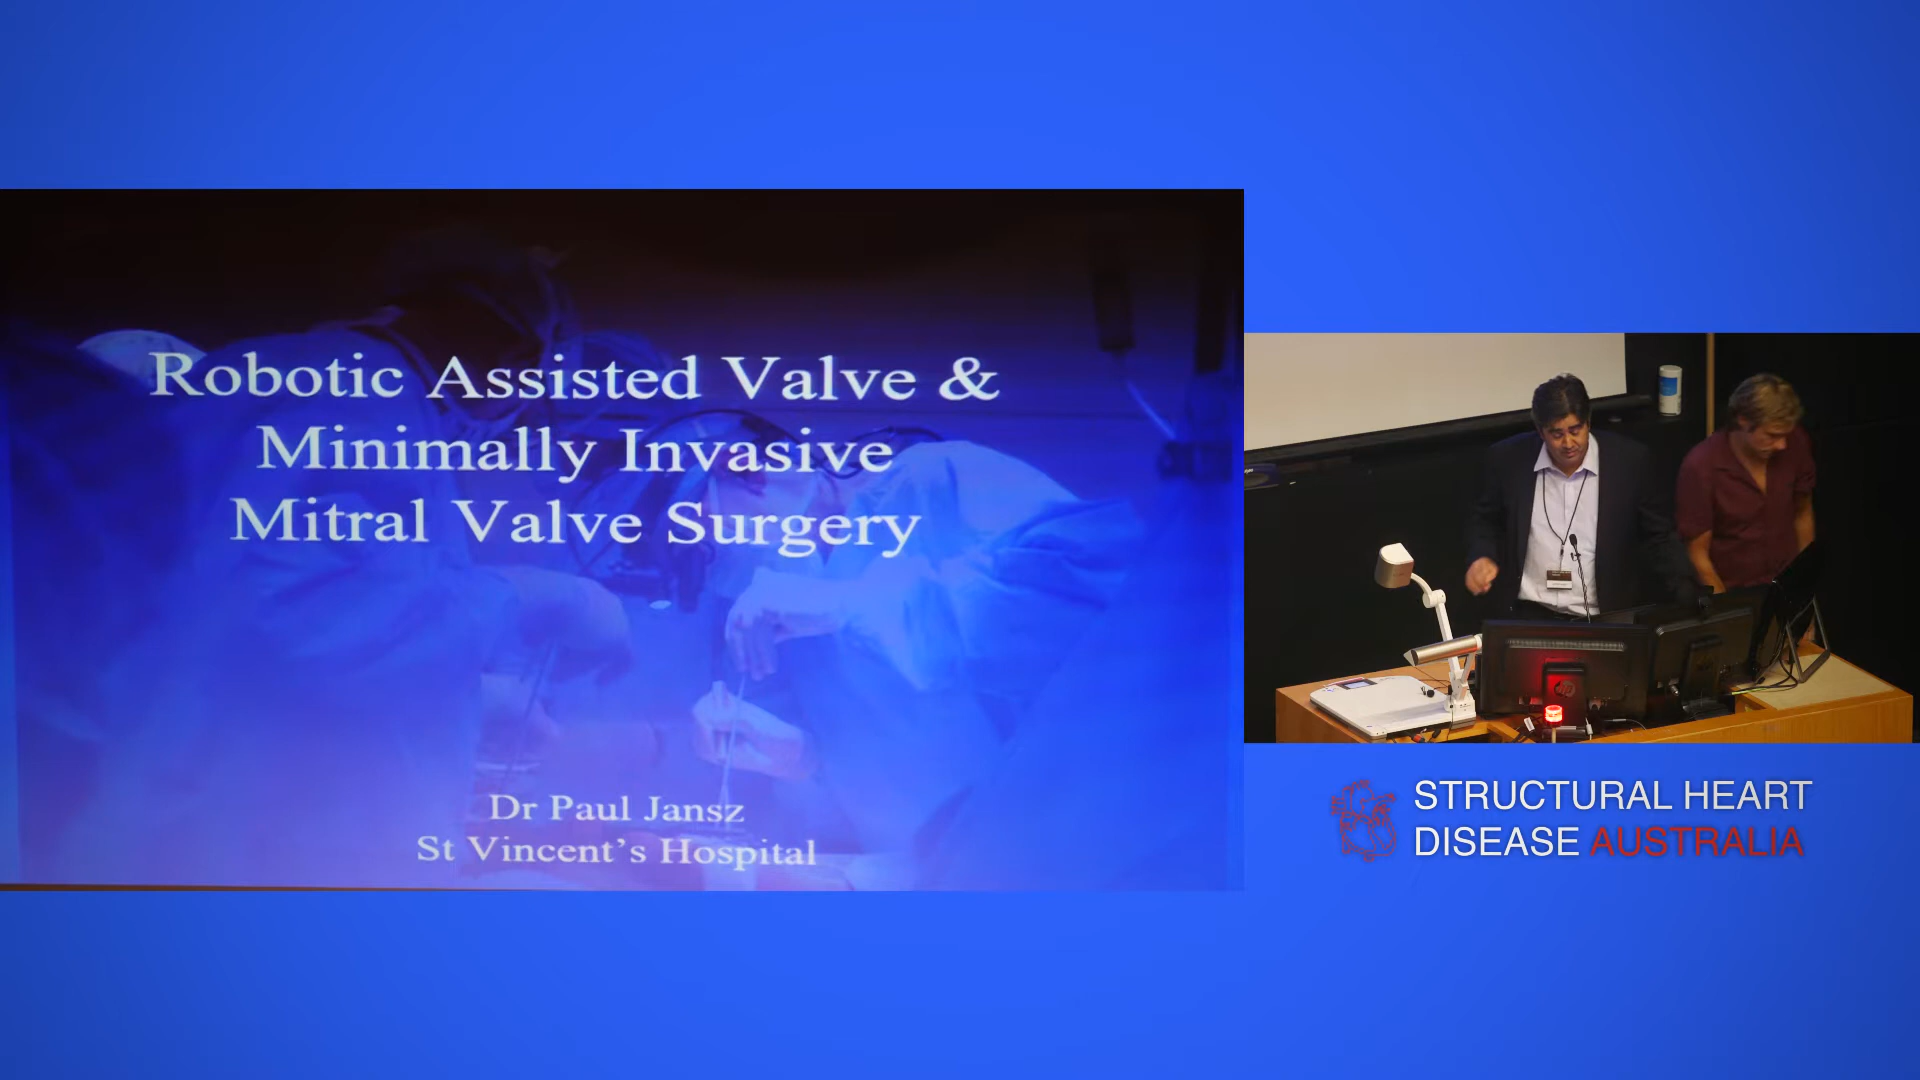 Robotic Assisted Valve &
Minimally Invasive
Mitral Valve Surgery
Dr Paul Jansz
St Vincent's Hospital
STRUCTURAL HEART
DISEASE AUSTRALIA